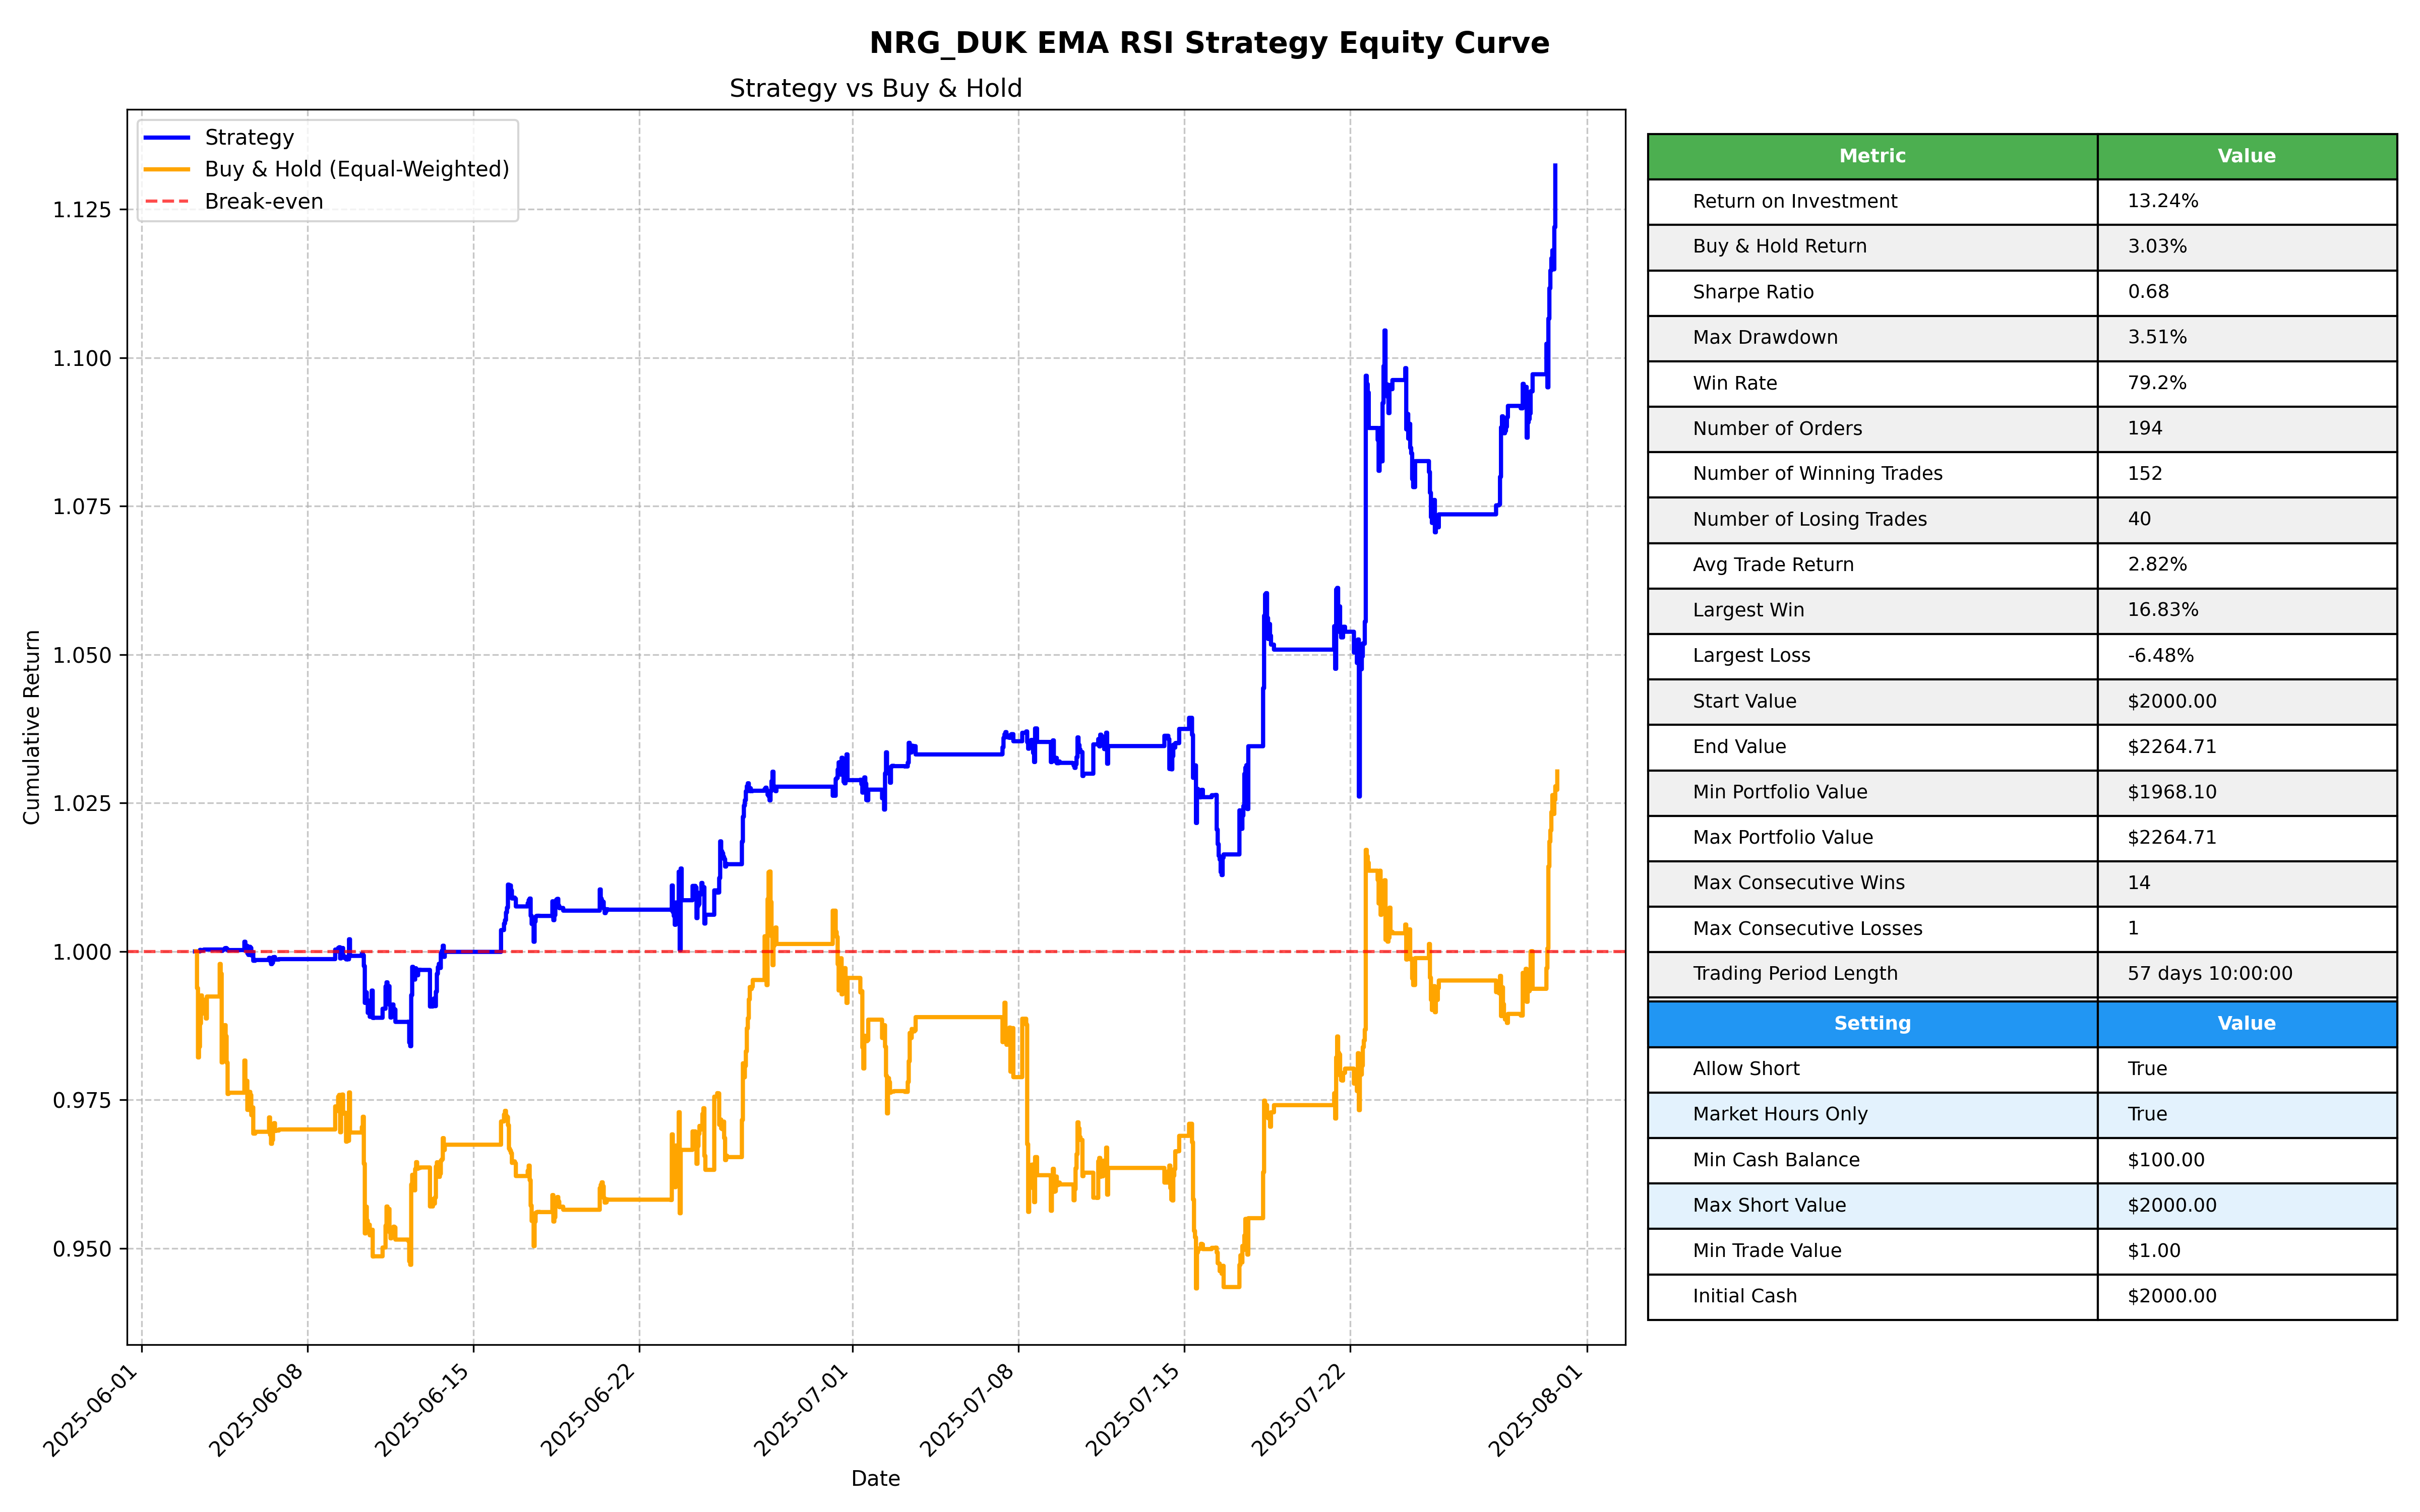 NRG_DUK EMA RSI Strategy Equity Curve
Strategy vs Buy & Hold
Strategy
Buy & Hold (Equal-Weighted)
Break-even
Cumulative Return
1.125
1.100
1.075
1.050
1.025
1.000
0.975
0.950
2025-06-01
2025-06-08
2025-06-15
2025-06-22
2025-07-01
2025-07-08
2025-07-15
2025-07-22
2025-08-01
Date
Metric Value
Return on Investment 13.24%
Buy & Hold Return 3.03%
Sharpe Ratio 0.68
Max Drawdown 3.51%
Win Rate 79.2%
Number of Orders 194
Number of Winning Trades 152
Number of Losing Trades 40
Avg Trade Return 2.82%
Largest Win 16.83%
Largest Loss -6.48%
Start Value $2000.00
End Value $2264.71
Min Portfolio Value $1968.10
Max Portfolio Value $2264.71
Max Consecutive Wins 14
Max Consecutive Losses 1
Trading Period Length 57 days 10:00:00
Setting Value
Allow Short True
Market Hours Only True
Min Cash Balance $100.00
Max Short Value $2000.00
Min Trade Value $1.00
Initial Cash $2000.00